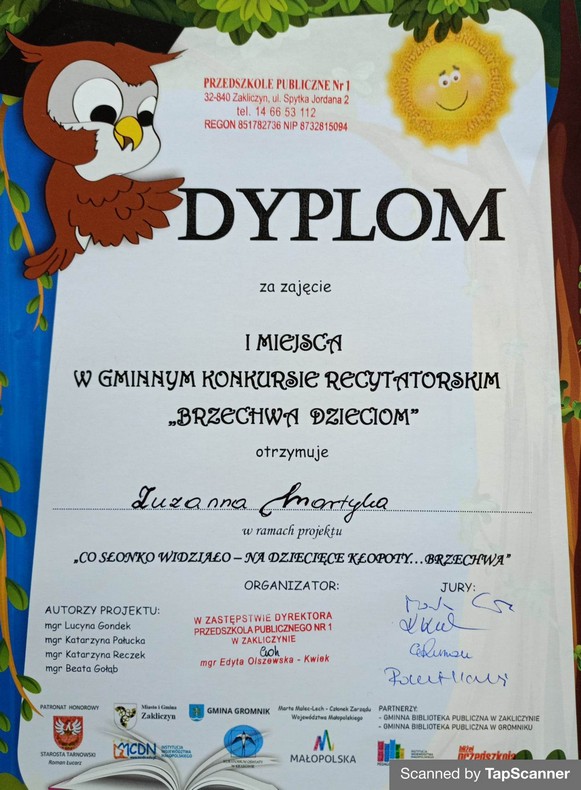 PRZEDSZKOLE PUBLICZNE Nr 1
32-840 Zakliczyn, ul. Spytka Jordana 2
tel. 14 66 53 112
REGON 851782736 NIP 8732815094
DYPLOM
za zajęcie
I MIEJSCA
W GMINNYM KONKURSIE RECYTATORSKIM
„BRZECHWA DZIECIOM”
otrzymuje
Zuzanna Martyka
w ramach projektu
„CO SŁONKO WIDZIAŁO – NA DZIECIĘCE KŁOPOTY…BRZECHWA”
ORGANIZATOR:
JURY:
AUTORZY PROJEKTU:
mgr Lucyna Gondek
mgr Katarzyna Pałucka
mgr Katarzyna Reczek
mgr Beata Gołąb
W ZASTĘPSTWIE DYREKTORA
PRZEDSZKOLA PUBLICZNEGO NR 1
W ZAKLICZYNIE
mgr Edyta Olszewska - Kwiek
PATRONAT HONOROWY
STAROSTA TARNOWSKI
Roman Łucarz
Miasto i Gmina
Zakliczyn
GMINA GROMNIK
MCDN
INSTYTUCJA
WOJEWÓDZTWA
MAŁOPOLSKIEGO
Marta Malec-Lech – Członek Zarządu
Województwa Małopolskiego
MAŁOPOLSKA
PARTNERZY:
- GMINNA BIBLIOTEKA PUBLICZNA W ZAKLICZYNIE
- GMINNA BIBLIOTEKA PUBLICZNA W GROMNIKU
Scanned by TapScanner